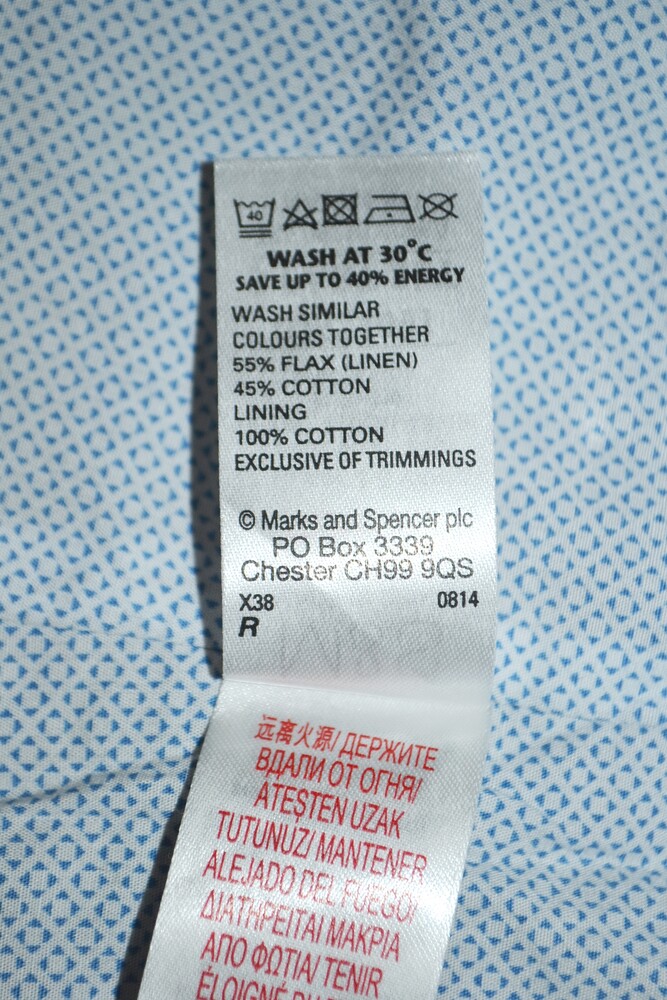 40
WASH AT 30°C
SAVE UP TO 40% ENERGY
WASH SIMILAR
COLOURS TOGETHER
55% FLAX (LINEN)
45% COTTON
LINING
100% COTTON
EXCLUSIVE OF TRIMMINGS
© Marks and Spencer plc
PO Box 3339
Chester CH99 9QS
X38 0814
R
远离火源/ ДЕРЖИТЕ
ВДАЛИ ОТ ОГНЯ/
ATEŞTEN UZAK
TUTUNUZ/ MANTENER
ALEJADO DEL FUEGO/
ΔΙΑΤΗΡΕΙΤΑΙ ΜΑΚΡΙΑ
ΑΠΟ ΦΩΤΙΑ/ TENIR
ÉLOIGNÉ DU